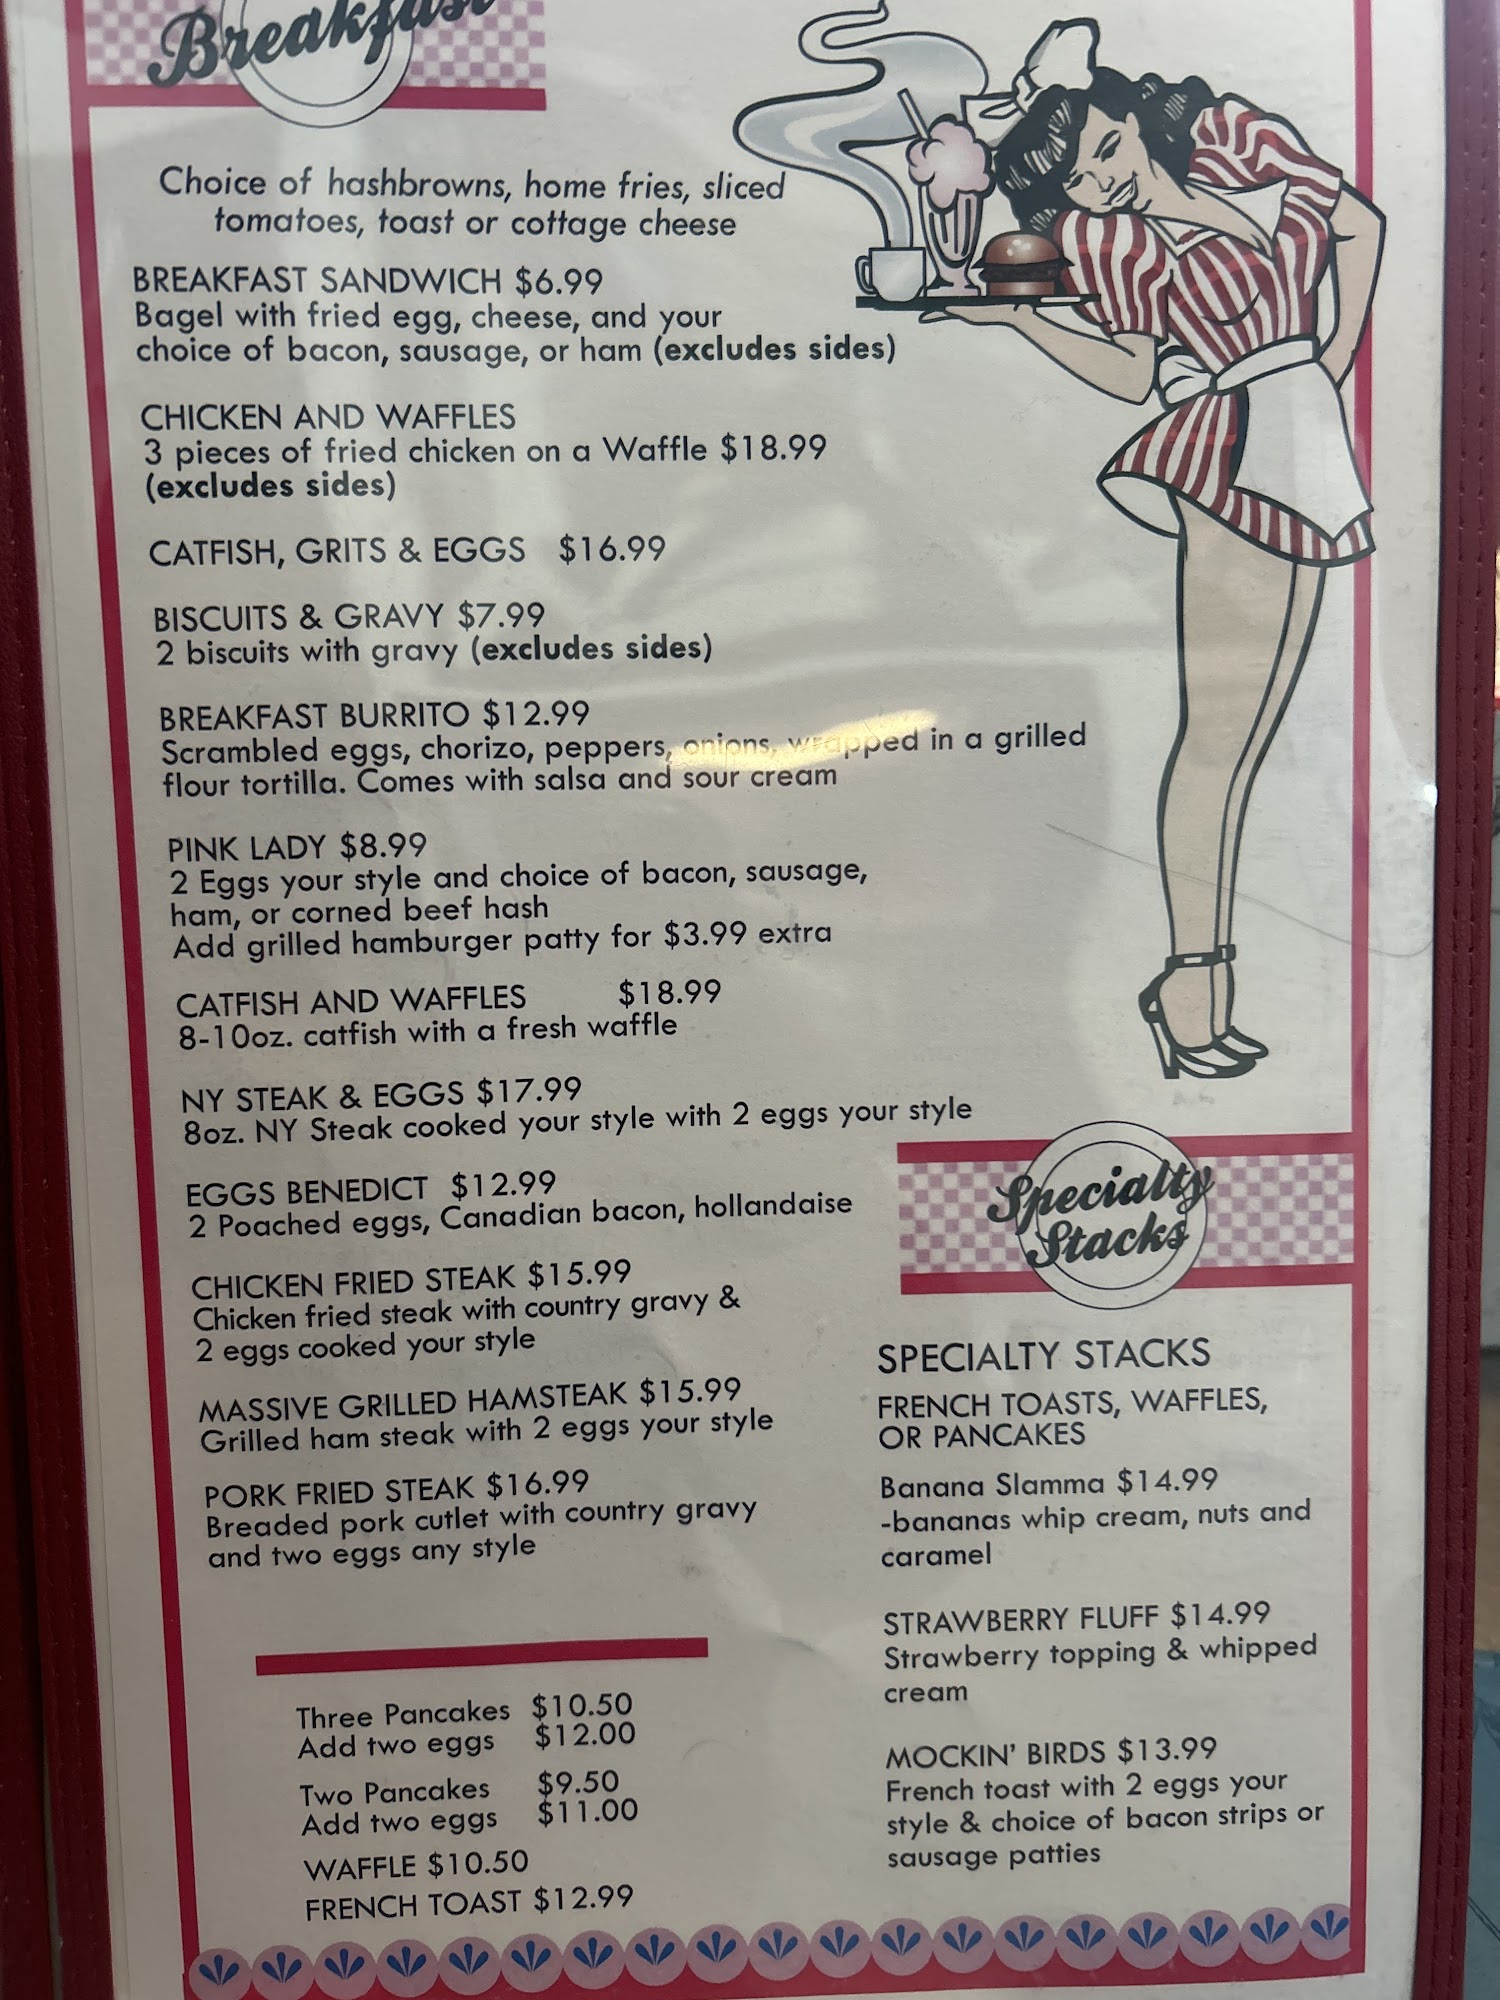 Breakfast
Choice of hashbrowns, home fries, sliced
tomatoes, toast or cottage cheese
BREAKFAST SANDWICH $6.99
Bagel with fried egg, cheese, and your
choice of bacon, sausage, or ham (excludes sides)
CHICKEN AND WAFFLES
3 pieces of fried chicken on a Waffle $18.99
(excludes sides)
CATFISH, GRITS & EGGS $16.99
BISCUITS & GRAVY $7.99
2 biscuits with gravy (excludes sides)
BREAKFAST BURRITO $12.99
Scrambled eggs, chorizo, peppers, onions, wrapped in a grilled
flour tortilla. Comes with salsa and sour cream
PINK LADY $8.99
2 Eggs your style and choice of bacon, sausage,
ham, or corned beef hash
Add grilled hamburger patty for $3.99 extra
CATFISH AND WAFFLES $18.99
8-10oz. catfish with a fresh waffle
NY STEAK & EGGS $17.99
8oz. NY Steak cooked your style with 2 eggs your style
EGGS BENEDICT $12.99
2 Poached eggs, Canadian bacon, hollandaise
CHICKEN FRIED STEAK $15.99
Chicken fried steak with country gravy &
2 eggs cooked your style
MASSIVE GRILLED HAMSTEAK $15.99
Grilled ham steak with 2 eggs your style
PORK FRIED STEAK $16.99
Breaded pork cutlet with country gravy
and two eggs any style
Three Pancakes $10.50
Add two eggs $12.00
Two Pancakes $9.50
Add two eggs $11.00
WAFFLE $10.50
FRENCH TOAST $12.99
Specialty
Stacks
SPECIALTY STACKS
FRENCH TOASTS, WAFFLES,
OR PANCAKES
Banana Slamma $14.99
-bananas whip cream, nuts and
caramel
STRAWBERRY FLUFF $14.99
Strawberry topping & whipped
cream
MOCKIN' BIRDS $13.99
French toast with 2 eggs your
style & choice of bacon strips or
sausage patties